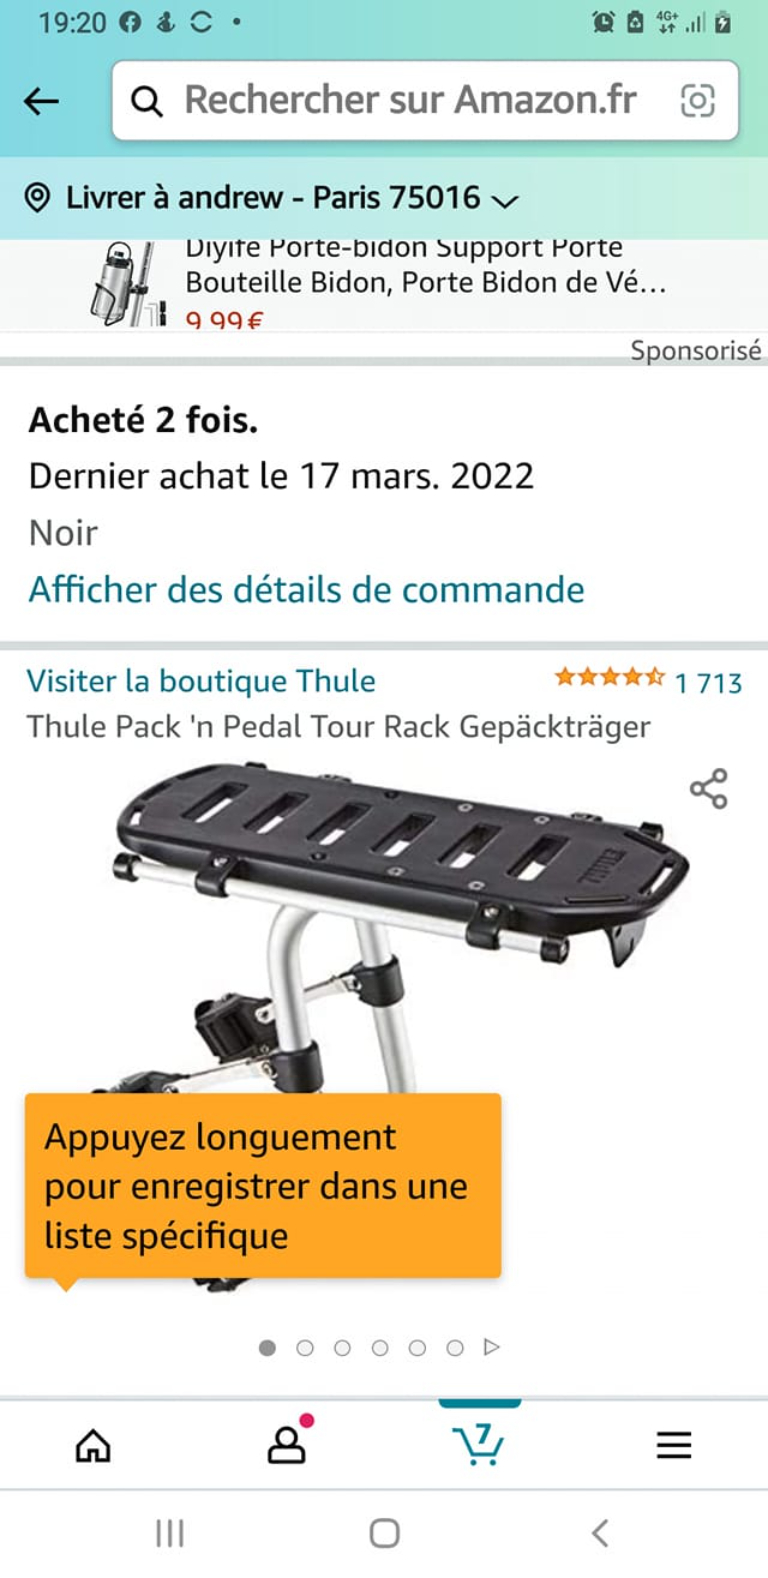 19:20
4G+
Rechercher sur Amazon.fr
Livrer à andrew - Paris 75016
Diyife Porte-bidon Support Porte
Bouteille Bidon, Porte Bidon de Vé...
9 99 €
Sponsorisé
Acheté 2 fois.
Dernier achat le 17 mars. 2022
Noir
Afficher des détails de commande
Visiter la boutique Thule
1 713
Thule Pack 'n Pedal Tour Rack Gepäckträger
THULE
Appuyez longuement
pour enregistrer dans une
liste spécifique
7